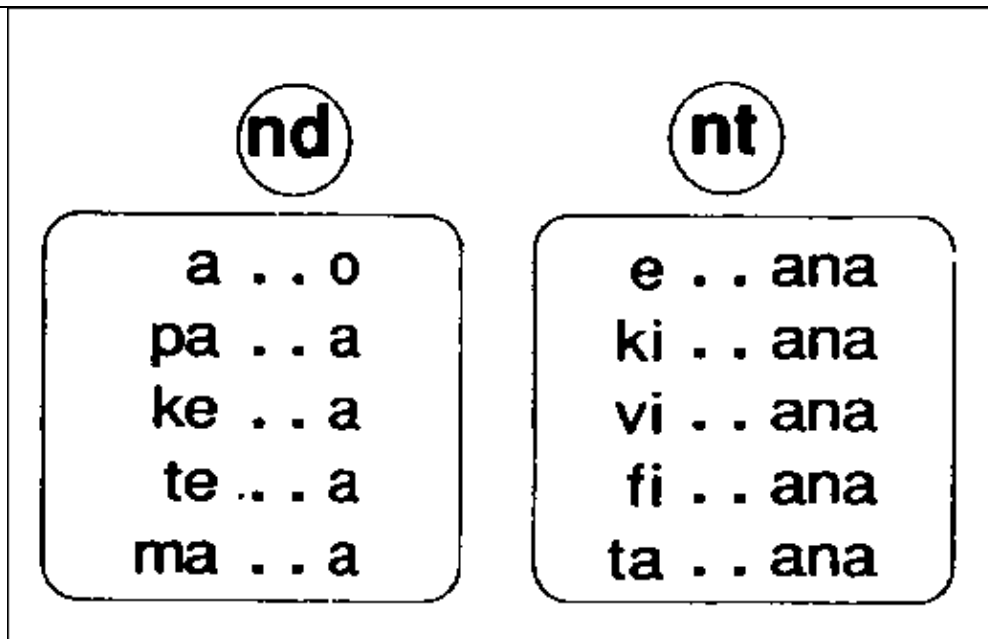 nd
a . . o
pa . . a
ke . . a
te . . a
ma . . a
nt
e . . ana
ki . . ana
vi . . ana
fi . . ana
ta . . ana